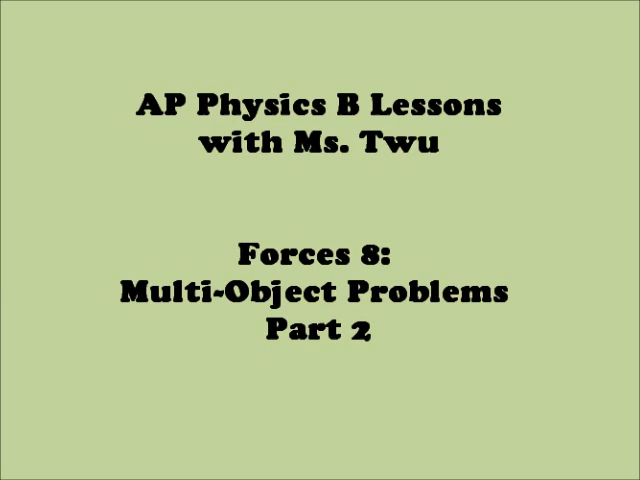 AP Physics B Lessons
with Ms. Twu
Forces 8:
Multi-Object Problems
Part 2